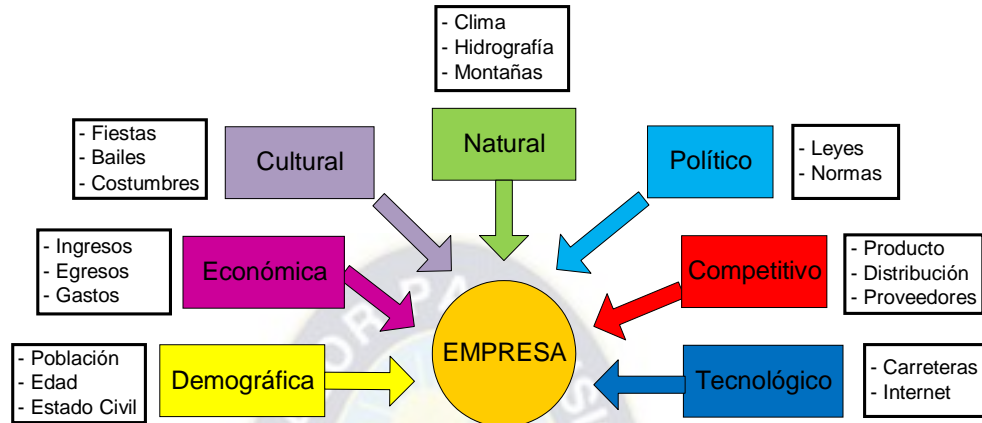 - Clima
- Hidrografía
- Montañas
Natural
- Fiestas
- Bailes
- Costumbres
Cultural
Político
- Leyes
- Normas
- Ingresos
- Egresos
- Gastos
Económica
Competitivo
- Producto
- Distribución
- Proveedores
- Población
- Edad
- Estado Civil
Demográfica
EMPRESA
Tecnológico
- Carreteras
- Internet